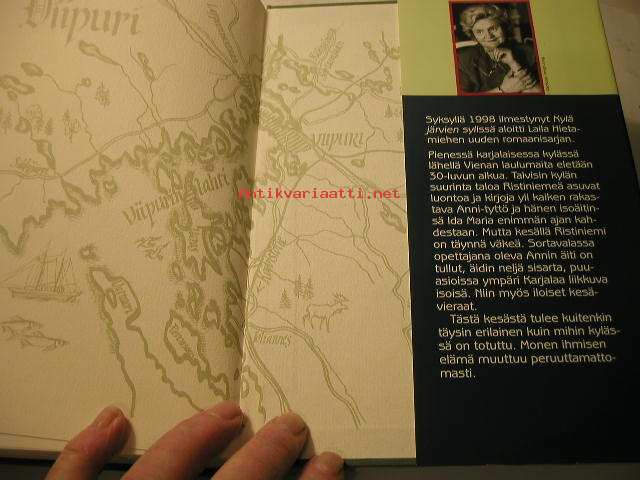 Viipuri
VIIPURI
Johannes
antikvariaatti.net
Syksyllä 1998 ilmestynyt Kylä
järvien sylissä aloitti Laila Hieta-
miehen uuden romaanisarjan.
Pienessä karjalaisessa kylässä
lähellä Vienan laulumaita eletään
30-luvun alkua. Taivisin kylän
suurinta taloa Ristiniemeä asuvat
luontoa ja kirjoja yli kaiken rakas-
tava Anni-tyttö ja hänen isoäitin-
sä Ida Maria enimmän ajan kah-
destaan. Mutta kesällä Ristiniemi
on täynnä väkeä. Sortavalassa
opettajana oleva Annin äiti on
tullut, äidin neljä sisarta, puu-
asioissa ympäri Karjalaa liikkuva
isoisä. Niin myös iloiset kesä-
vieraat.
Tästä kesästä tulee kuitenkin
täysin erilainen kuin mihin kyläs-
sä on totuttu. Monen ihmisen
elämä muuttuu peruuttamatto-
masti.